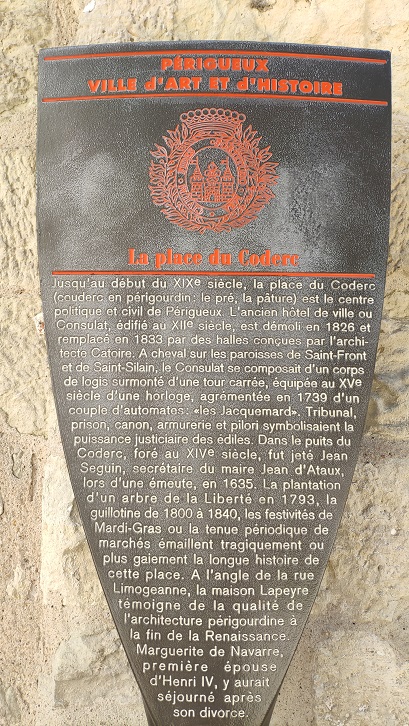 PÉRIGUEUX
VILLE d'ART ET d'HISTOIRE
La place du Coderc
Jusqu'au début du XIXe siècle, la place du Coderc
(couderc en périgourdin : le pré, la pâture) est le centre
politique et civil de Périgueux. L'ancien hôtel de ville ou
Consulat, édifié au XIIe siècle, est démoli en 1826 et
remplacé en 1833 par des halles conçues par l'archi-
tecte Catoire. A cheval sur les paroisses de Saint-Front
et de Saint-Silain, le Consulat se composait d'un corps
de logis surmonté d'une tour carrée, équipée au XVe
siècle d'une horloge, agrémentée en 1739 d'un
couple d'automates: «les Jacquemard». Tribunal,
prison, canon, armurerie et pilori symbolisaient la
puissance justiciaire des édiles. Dans le puits du
Coderc, foré au XIVe siècle, fut jeté Jean
Seguin, secrétaire du maire Jean d'Ataux,
lors d'une émeute, en 1635. La plantation
d'un arbre de la Liberté en 1793, la
guillotine de 1800 à 1840, les festivités de
Mardi-Gras ou la tenue périodique de
marchés émaillent tragiquement ou
plus gaiement la longue histoire de
cette place. A l'angle de la rue
Limogeanne, la maison Lapeyre
témoigne de la qualité de
l'architecture périgourdine à
la fin de la Renaissance.
Marguerite de Navarre,
première épouse
d'Henri IV, y aurait
séjourné après
son divorce.